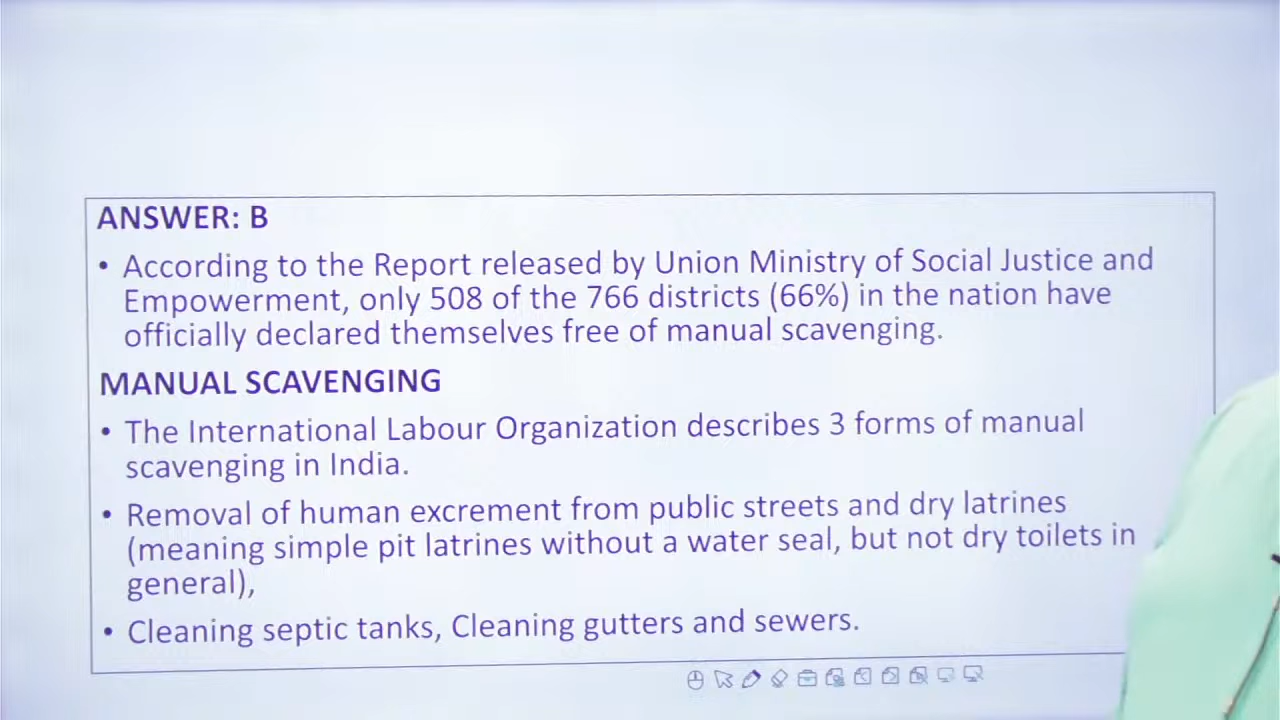 ANSWER: B
• According to the Report released by Union Ministry of Social Justice and
Empowerment, only 508 of the 766 districts (66%) in the nation have
officially declared themselves free of manual scavenging.
MANUAL SCAVENGING
• The International Labour Organization describes 3 forms of manual
scavenging in India.
• Removal of human excrement from public streets and dry latrines
(meaning simple pit latrines without a water seal, but not dry toilets in
general),
• Cleaning septic tanks, Cleaning gutters and sewers.